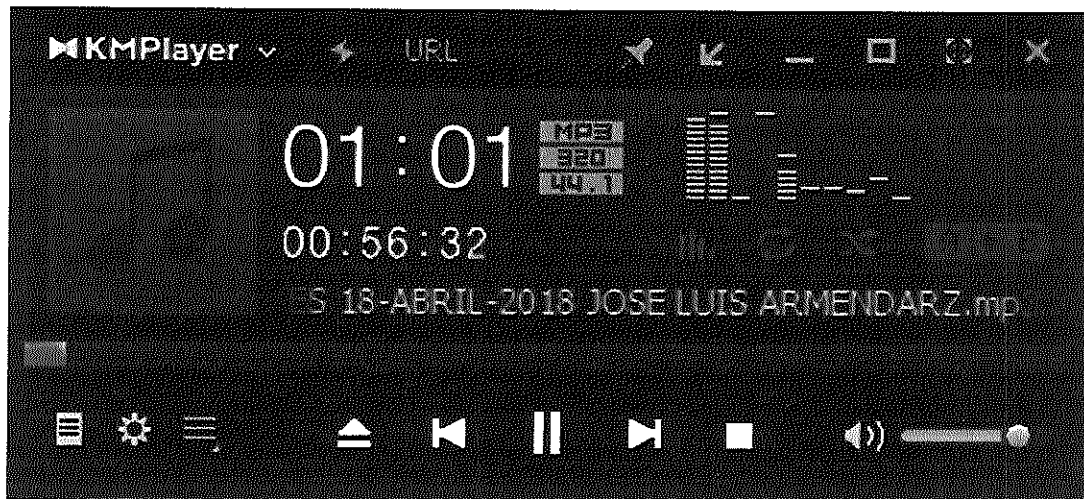 KMPlayer URL
01:01
MP3
320
44.1
00:56:32
S 18-ABRIL-2018 JOSE LUIS ARMENDARZ.mp